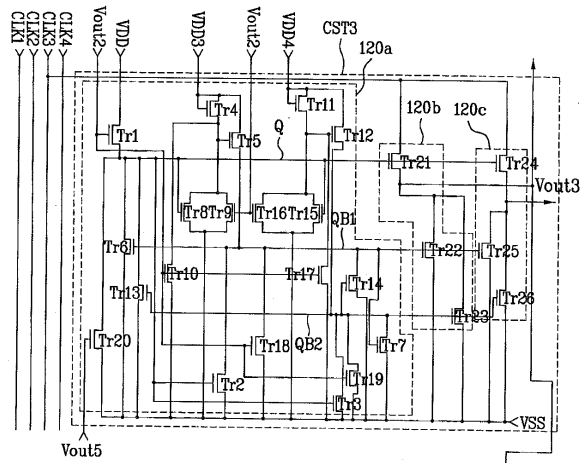 CLK1
CLK2
CLK3
CLK4
Vout2
VDD
VDD3
Vout2
VDD4
CST3
120a
Tr4
Tr11
Tr1
Tr5
Tr12
120b
120c
Q
Tr21
Tr24
Vout3
Tr8
Tr9
Tr16
Tr15
QB1
Tr6
Tr22
Tr25
Tr10
Tr17
Tr14
Tr13
Tr26
QB2
Tr23
Tr20
Tr18
Tr7
Tr2
Tr19
Tr3
VSS
Vout5